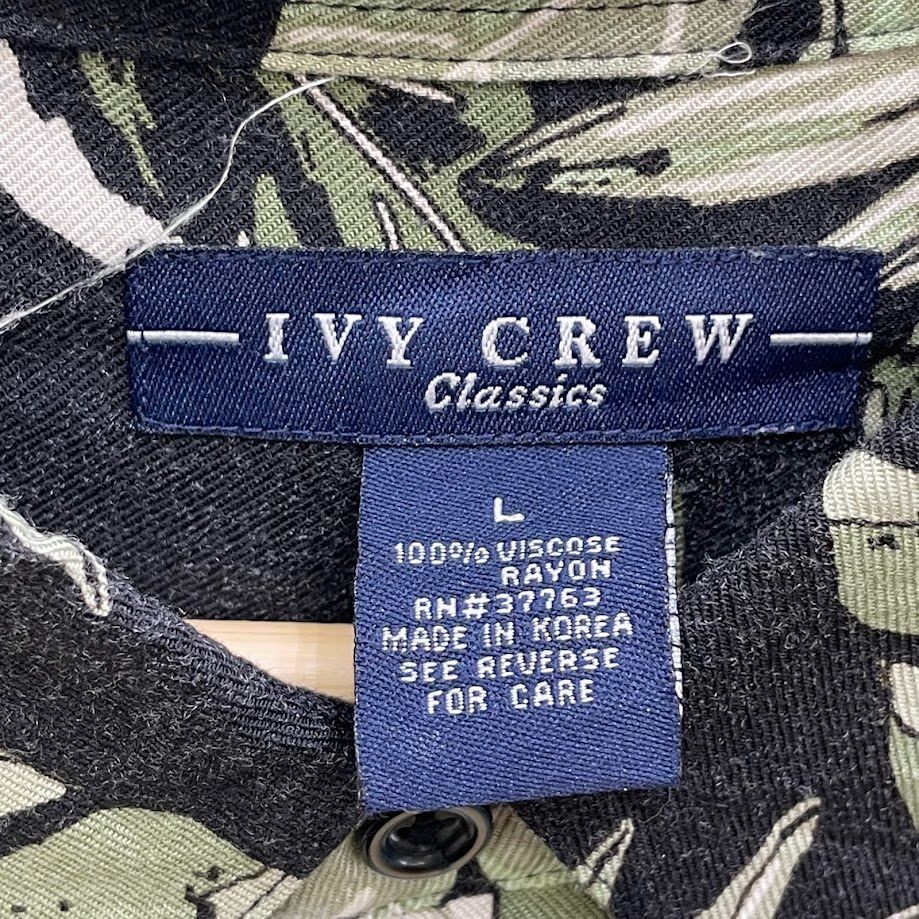 IVY CREW
Classics
L
100% VISCOSE
RAYON
RN#37763
MADE IN KOREA
SEE REVERSE
FOR CARE